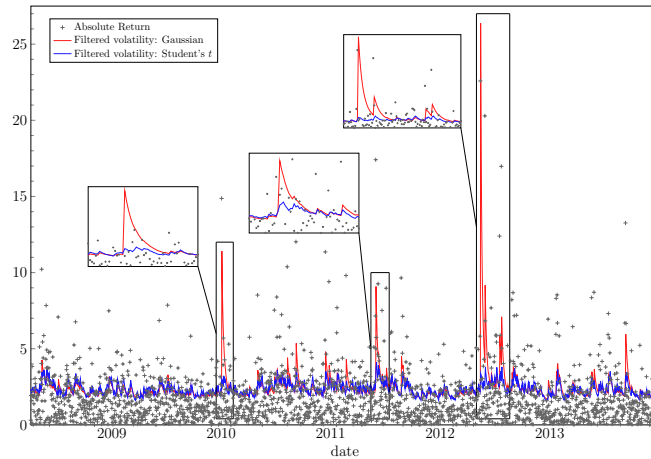 Absolute Return
Filtered volatility: Gaussian
Filtered volatility: Student's t
25
20
15
10
5
0
2009 2010 2011 2012 2013
date